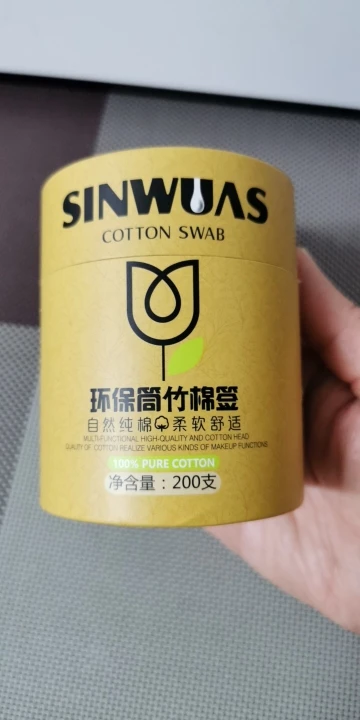 SINWUAS
COTTON SWAB
环保筒竹棉签
自然纯棉柔软舒适
MULTI-FUNCTIONAL HIGH-QUALITY AND COTTON HEAD
QUALITY OF COTTON REALIZE VARIOUS KINDS OF MAKEUP FUNCTIONS
100% PURE COTTON
净含量：200支